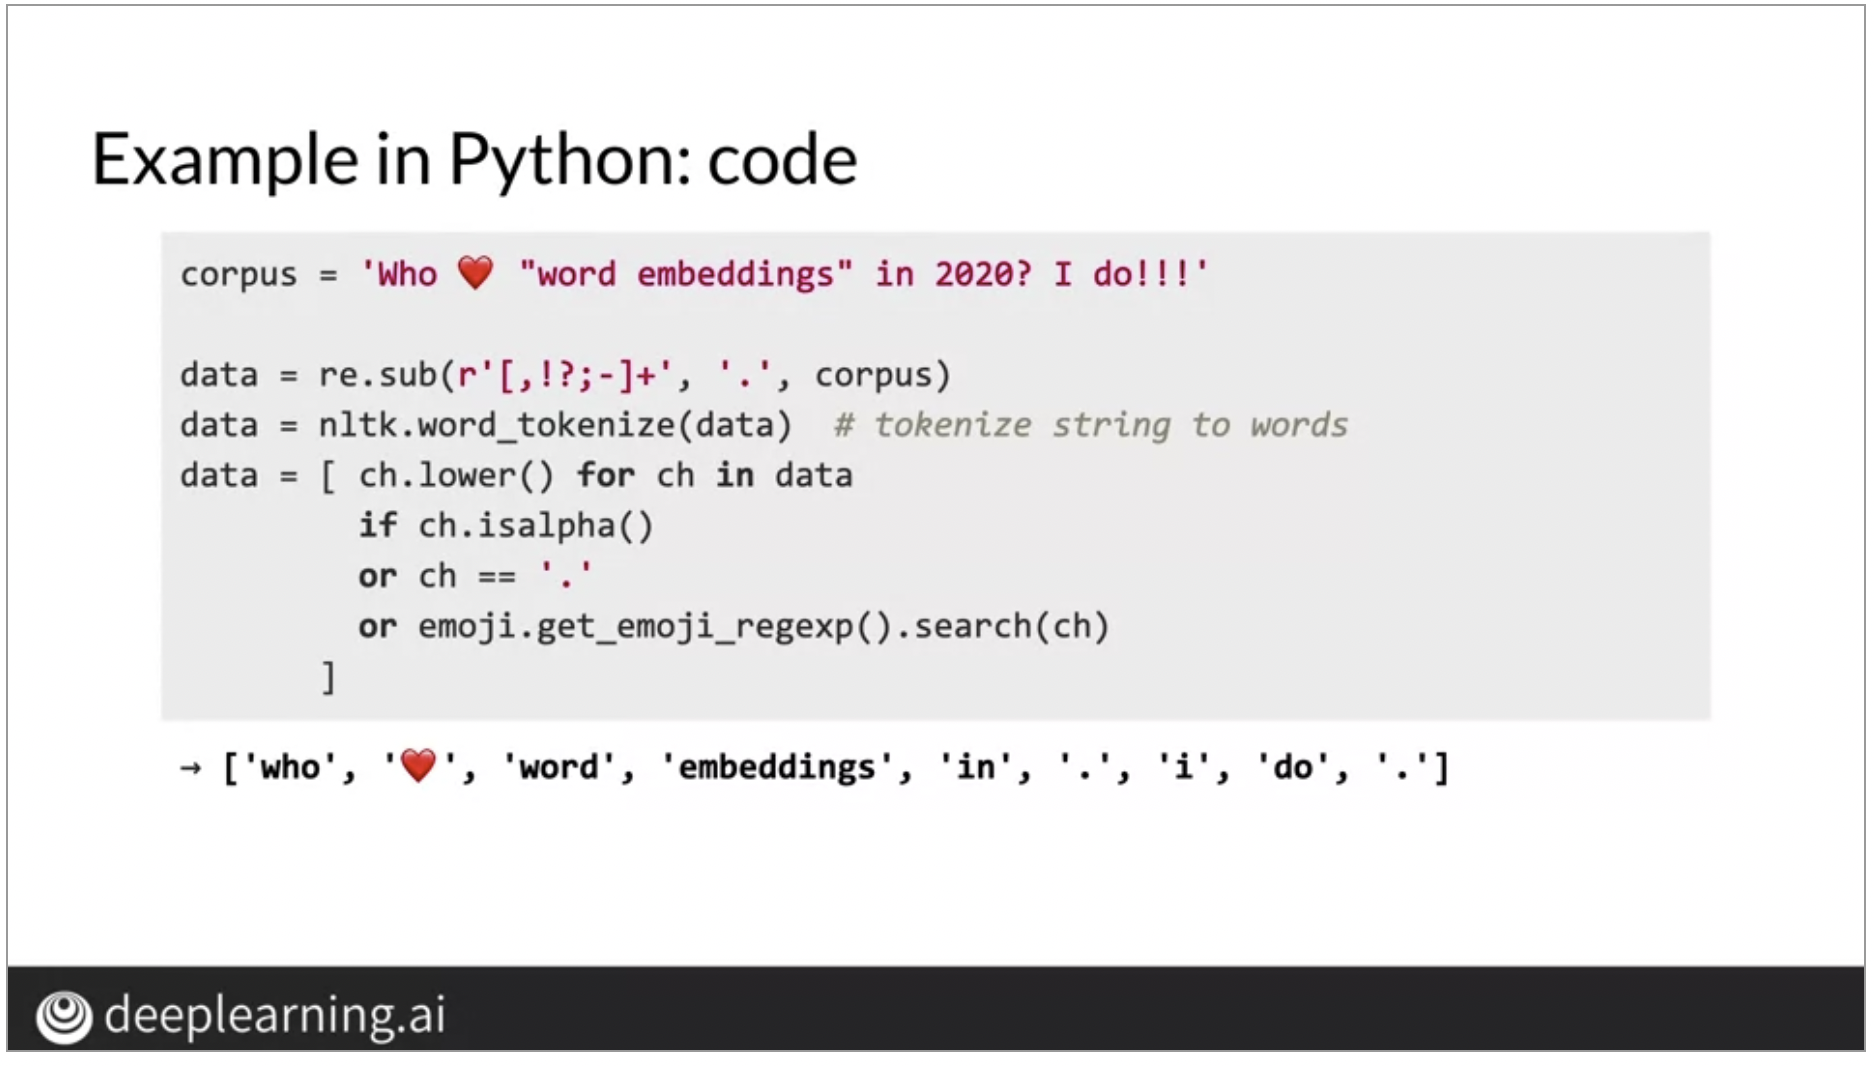 Example in Python: code
corpus = 'Who ❤️ "word embeddings" in 2020? I do!!!'
data = re.sub(r'[,!?;-]+', '.', corpus)
data = nltk.word_tokenize(data)  # tokenize string to words
data = [ ch.lower() for ch in data
         if ch.isalpha()
         or ch == '.'
         or emoji.get_emoji_regexp().search(ch)
       ]
→ ['who', '❤️', 'word', 'embeddings', 'in', '.', 'i', 'do', '.']
deeplearning.ai